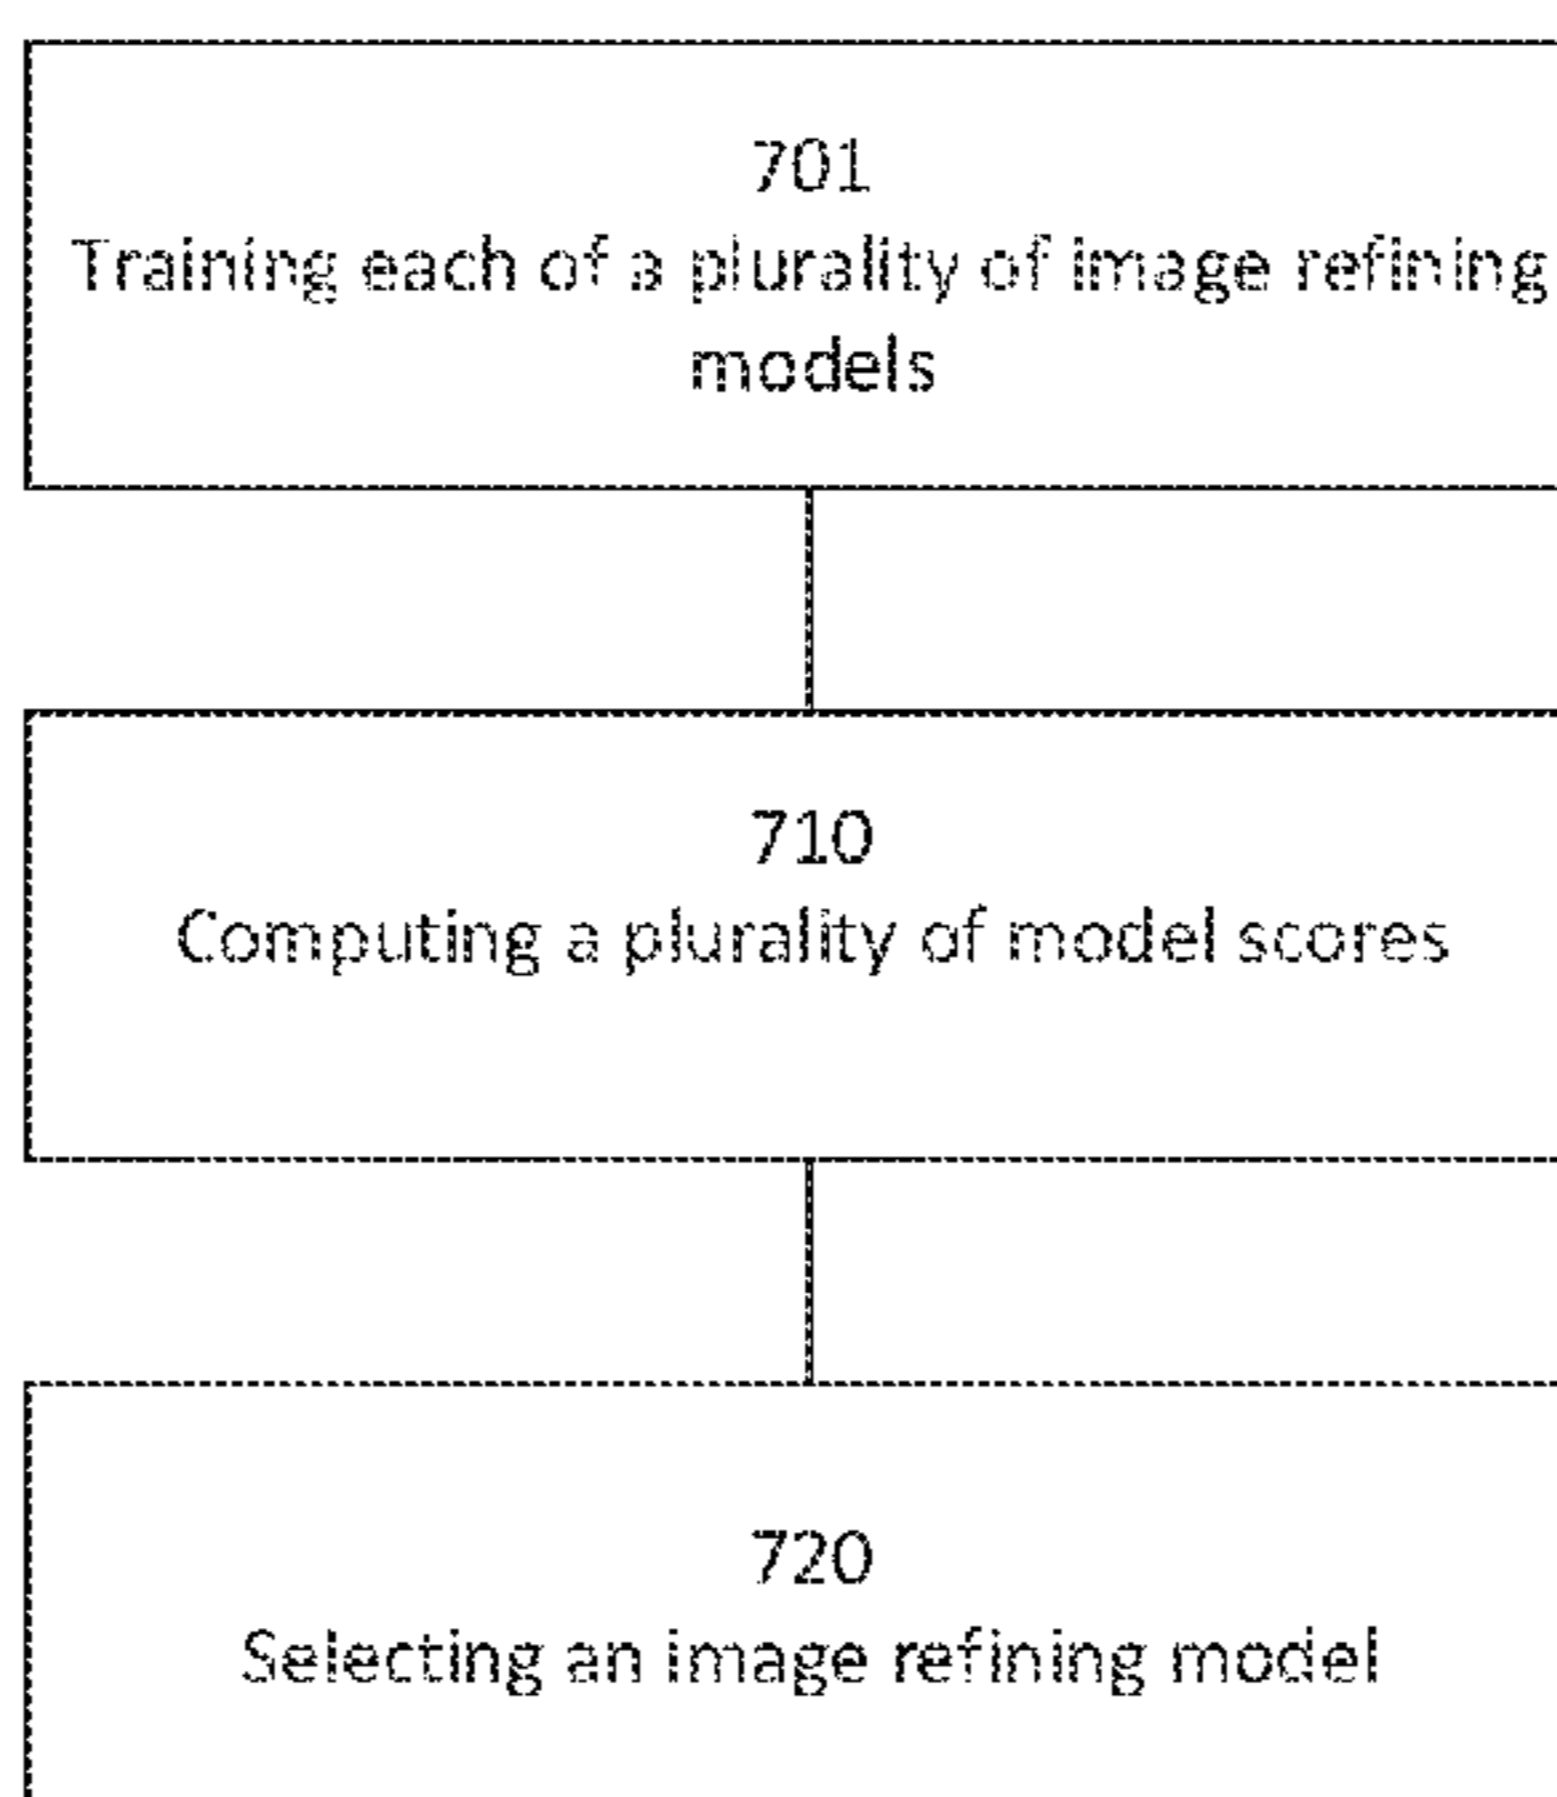 701
Training each of a plurality of image refining
models
710
Computing a plurality of model scores
720
Selecting an image refining model